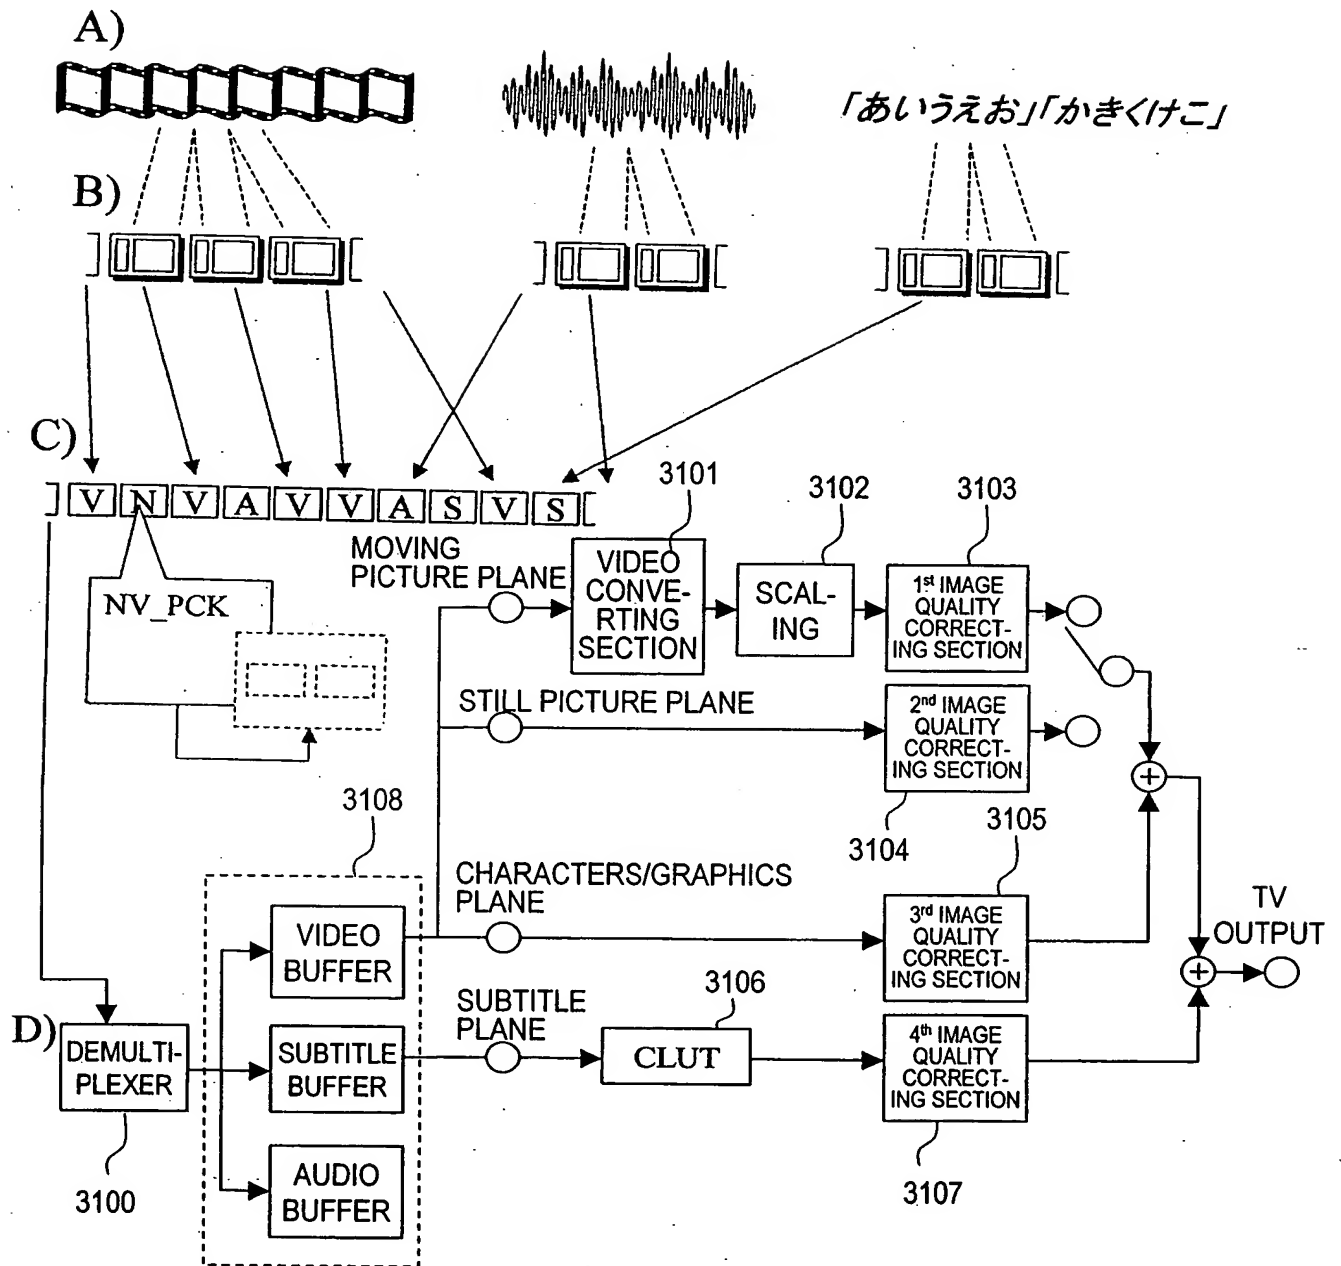 A)
「あいうえお」「かきくけこ」
B)
C)
V N V A V V A S V S
3101
3102
3103
MOVING
PICTURE PLANE
VIDEO
CONVE-
RTING
SECTION
SCAL-
ING
1st IMAGE
QUALITY
CORRECT-
ING SECTION
NV_PCK
STILL PICTURE PLANE
2nd IMAGE
QUALITY
CORRECT-
ING SECTION
3104
3108
3105
CHARACTERS/GRAPHICS
PLANE
3rd IMAGE
QUALITY
CORRECT-
ING SECTION
TV
OUTPUT
VIDEO
BUFFER
D)
DEMULTI-
PLEXER
3100
SUBTITLE
BUFFER
SUBTITLE
PLANE
3106
CLUT
4th IMAGE
QUALITY
CORRECT-
ING SECTION
3107
AUDIO
BUFFER